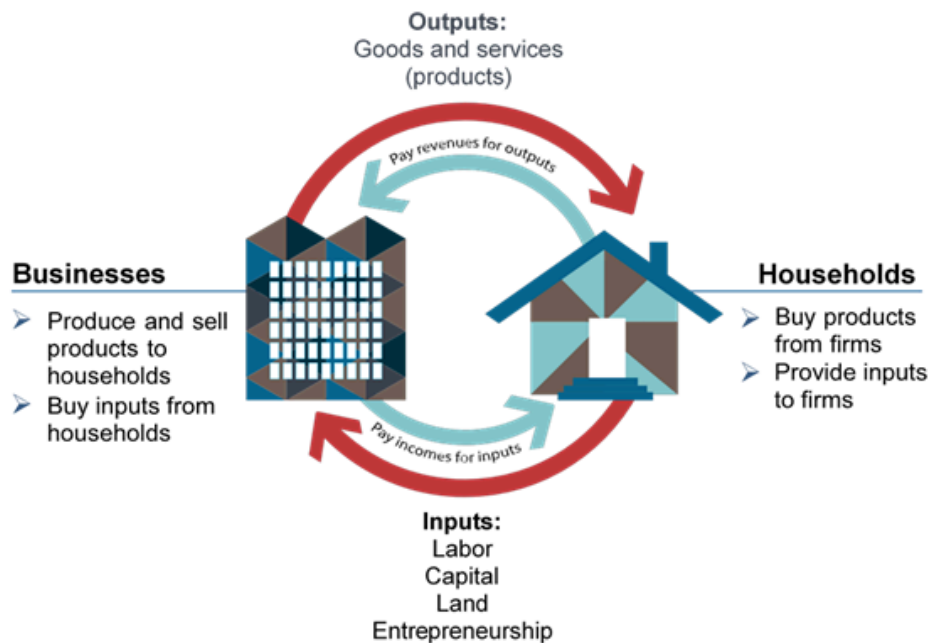 Outputs:
Goods and services
(products)
Pay revenues for outputs
Businesses
Produce and sell
products to
households
Buy inputs from
households
Households
Buy products
from firms
Provide inputs
to firms
Pay incomes for inputs
Inputs:
Labor
Capital
Land
Entrepreneurship